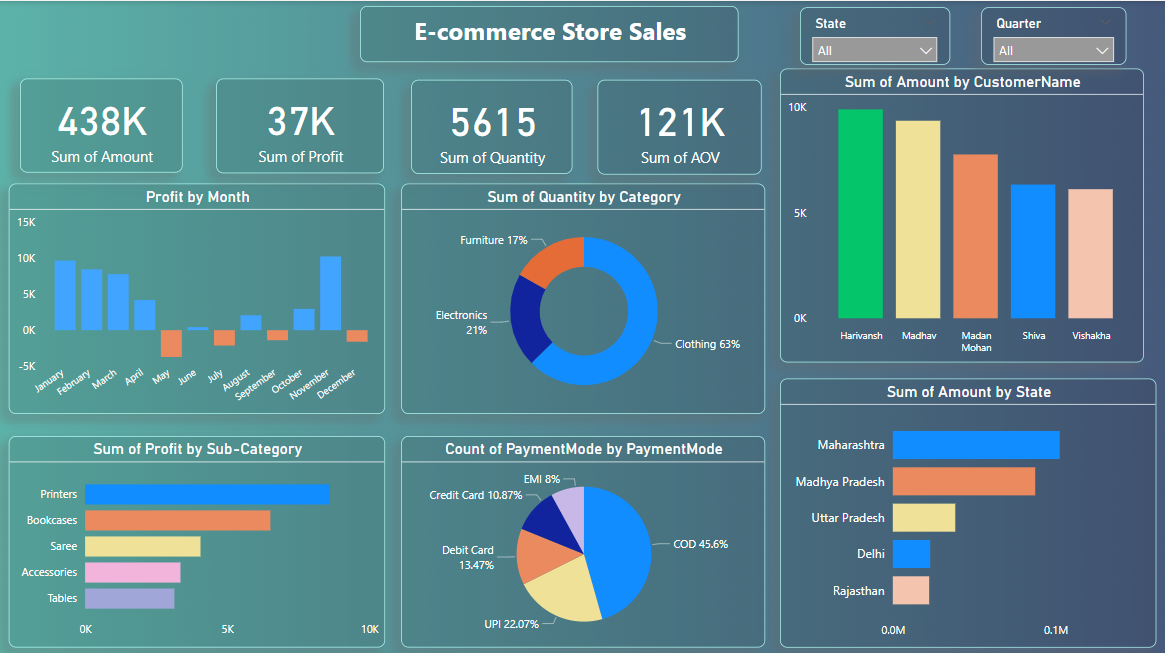 E-commerce Store Sales
State
All
Quarter
All
438K
Sum of Amount
37K
Sum of Profit
5615
Sum of Quantity
121K
Sum of AOV
Sum of Amount by CustomerName
10K
5K
0K
Harivansh
Madhav
Madan
Mohan
Shiva
Vishakha
Profit by Month
15K
10K
5K
0K
-5K
January
February
March
April
May
June
July
August
September
October
November
December
Sum of Quantity by Category
Furniture 17%
Electronics
21%
Clothing 63%
Sum of Amount by State
Maharashtra
Madhya Pradesh
Uttar Pradesh
Delhi
Rajasthan
0.0M
0.1M
Sum of Profit by Sub-Category
Printers
Bookcases
Saree
Accessories
Tables
0K
5K
10K
Count of PaymentMode by PaymentMode
EMI 8%
Credit Card 10.87%
Debit Card
13.47%
UPI 22.07%
COD 45.6%